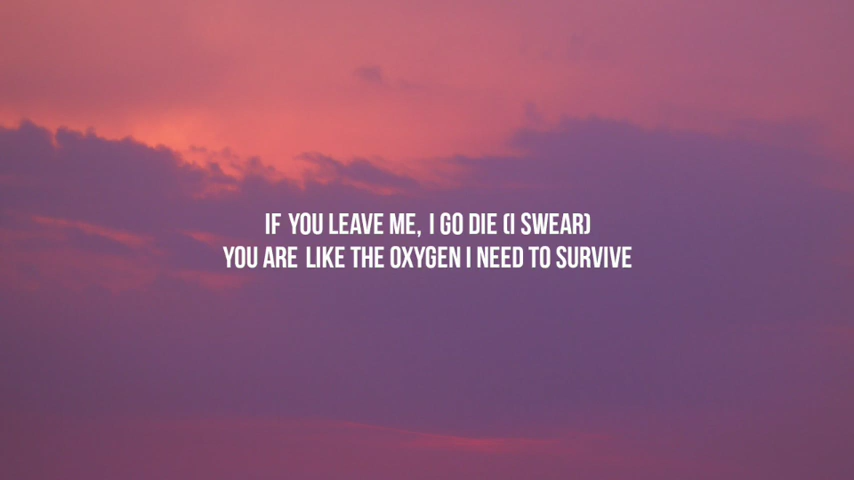 IF YOU LEAVE ME, I GO DIE (I SWEAR)
YOU ARE LIKE THE OXYGEN I NEED TO SURVIVE